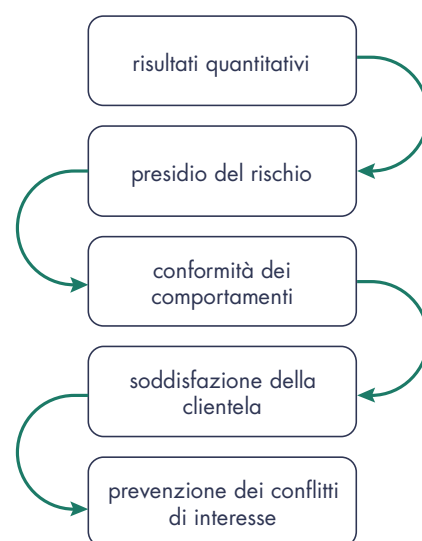 risultati quantitativi
presidio del rischio
conformità dei
comportamenti
soddisfazione della
clientela
prevenzione dei conflitti
di interesse